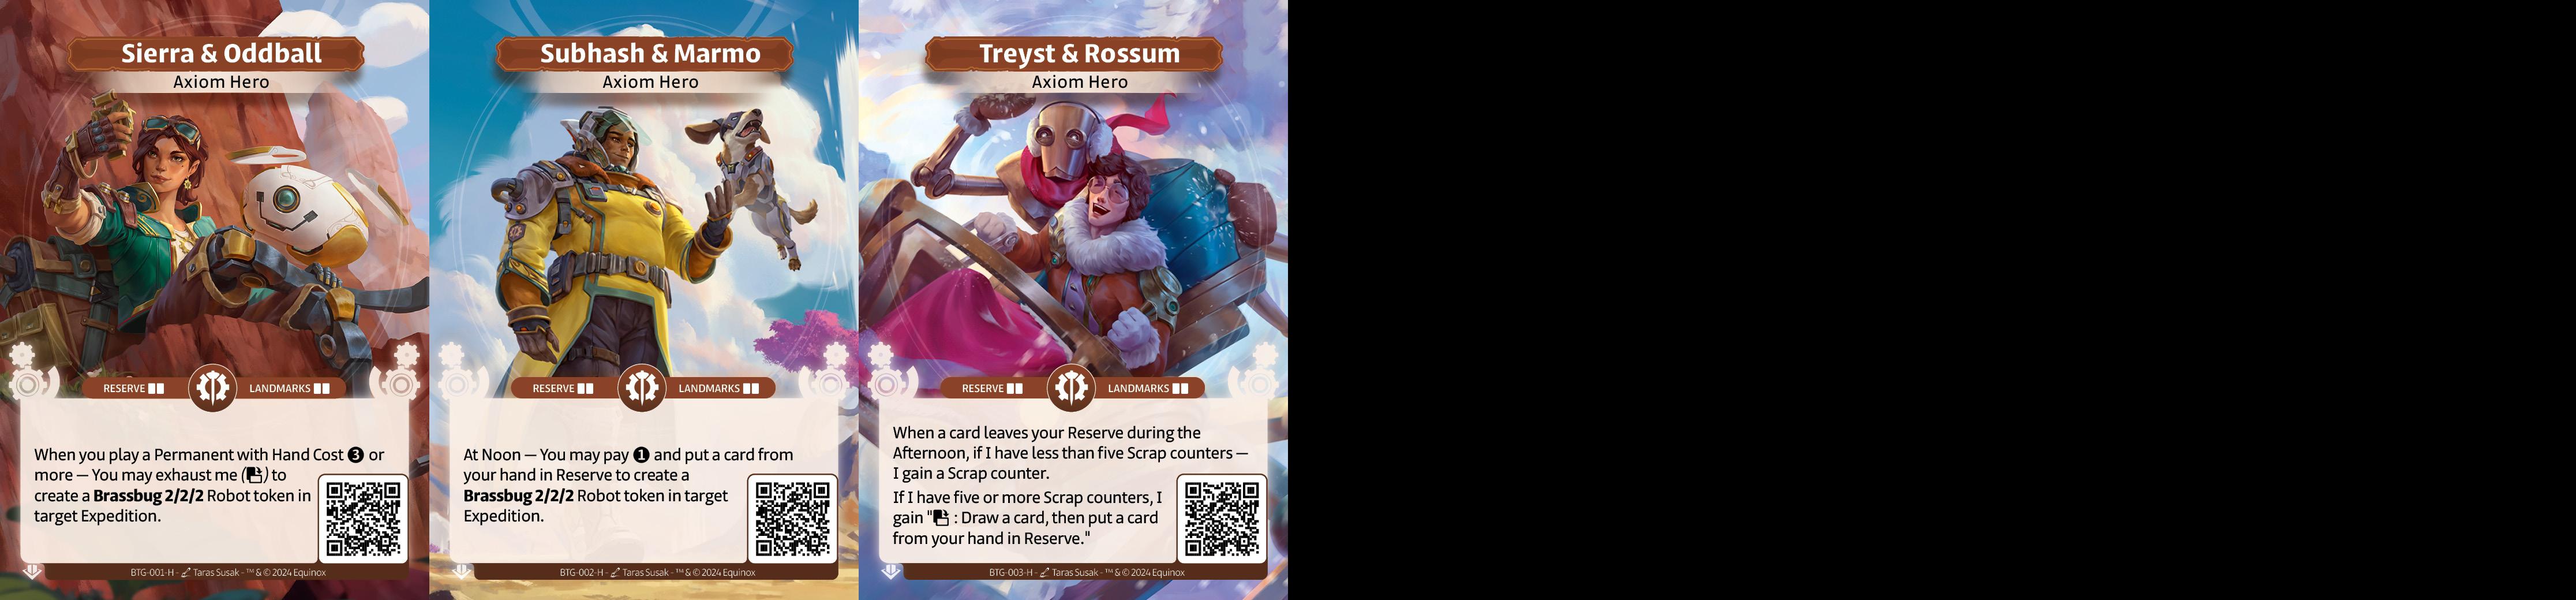 Sierra & Oddball
Axiom Hero
RESERVE
LANDMARKS
When you play a Permanent with Hand Cost 3 or
more — You may exhaust me ( ) to
create a Brassbug 2/2/2 Robot token in
target Expedition.
BTG-001-H - Taras Susak - ™ & © 2024 Equinox
Subhash & Marmo
Axiom Hero
RESERVE
LANDMARKS
At Noon — You may pay 1 and put a card from
your hand in Reserve to create a
Brassbug 2/2/2 Robot token in target
Expedition.
BTG-002-H - Taras Susak - ™ & © 2024 Equinox
Treyst & Rossum
Axiom Hero
RESERVE
LANDMARKS
When a card leaves your Reserve during the
Afternoon, if I have less than five Scrap counters —
I gain a Scrap counter.
If I have five or more Scrap counters, I
gain " : Draw a card, then put a card
from your hand in Reserve."
BTG-003-H - Taras Susak - ™ & © 2024 Equinox